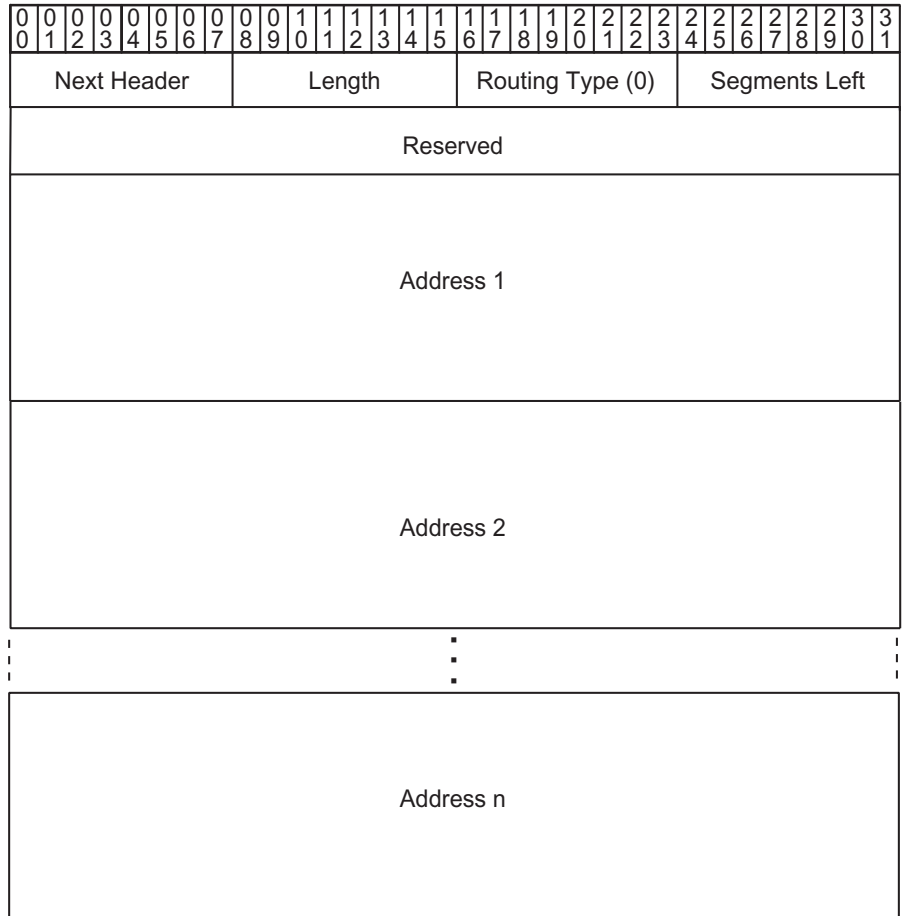 0 0 0 0 0 0 0 0 0 0 1 1 1 1 1 1 1 1 1 1 2 2 2 2 2 2 2 2 2 2 3 3
0 1 2 3 4 5 6 7 8 9 0 1 2 3 4 5 6 7 8 9 0 1 2 3 4 5 6 7 8 9 0 1
Next Header Length Routing Type (0) Segments Left
Reserved
Address 1
Address 2
Address n